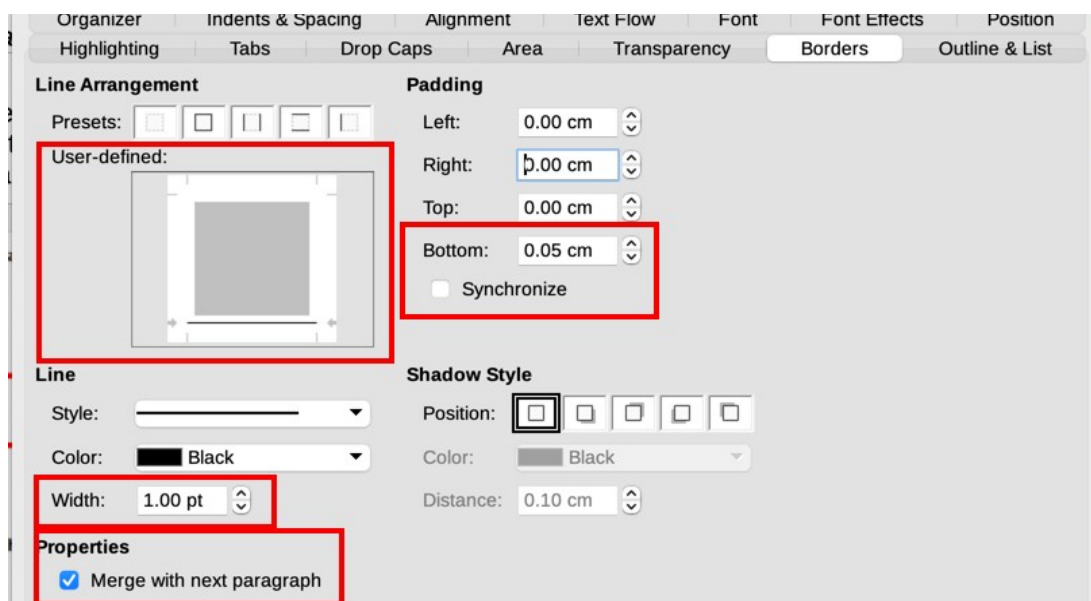 Organizer Indents & Spacing Alignment Text Flow Font Font Effects Position
Highlighting Tabs Drop Caps Area Transparency Borders Outline & List
Line Arrangement
Presets:
User-defined:
Padding
Left: 0.00 cm
Right: 0.00 cm
Top: 0.00 cm
Bottom: 0.05 cm
Synchronize
Line
Style:
Color: Black
Width: 1.00 pt
Shadow Style
Position:
Color: Black
Distance: 0.10 cm
Properties
Merge with next paragraph